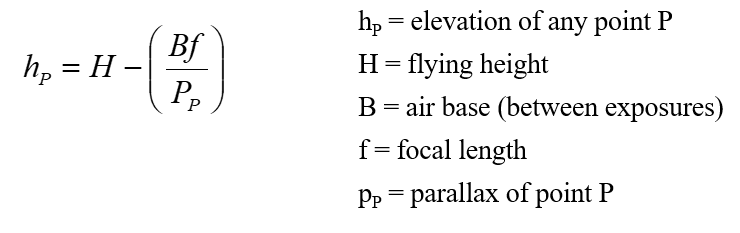 h_P = H − (Bf / P_P)
h_P = elevation of any point P
H = flying height
B = air base (between exposures)
f = focal length
p_P = parallax of point P